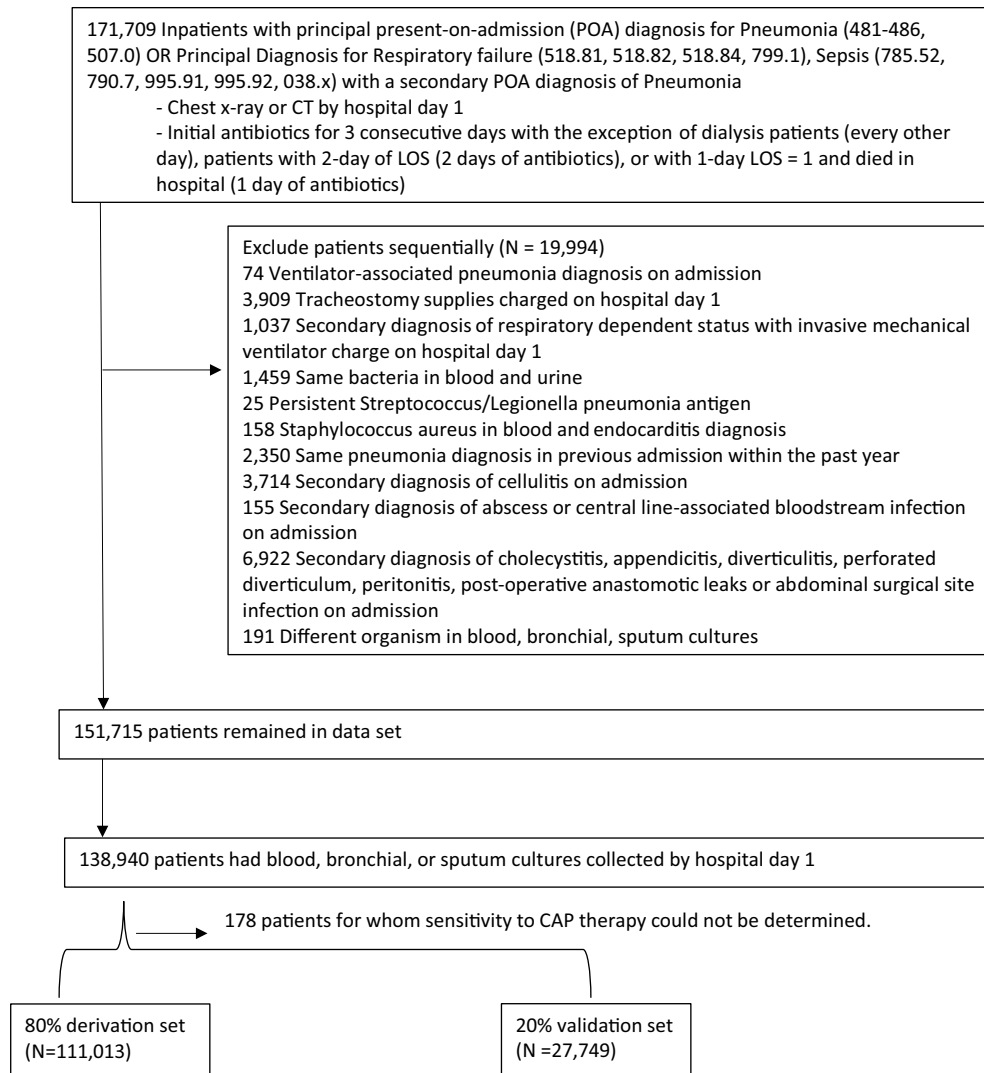 171,709 Inpatients with principal present-on-admission (POA) diagnosis for Pneumonia (481-486,
507.0) OR Principal Diagnosis for Respiratory failure (518.81, 518.82, 518.84, 799.1), Sepsis (785.52,
790.7, 995.91, 995.92, 038.x) with a secondary POA diagnosis of Pneumonia
- Chest x-ray or CT by hospital day 1
- Initial antibiotics for 3 consecutive days with the exception of dialysis patients (every other
day), patients with 2-day of LOS (2 days of antibiotics), or with 1-day LOS = 1 and died in
hospital (1 day of antibiotics)
Exclude patients sequentially (N = 19,994)
74 Ventilator-associated pneumonia diagnosis on admission
3,909 Tracheostomy supplies charged on hospital day 1
1,037 Secondary diagnosis of respiratory dependent status with invasive mechanical
ventilator charge on hospital day 1
1,459 Same bacteria in blood and urine
25 Persistent Streptococcus/Legionella pneumonia antigen
158 Staphylococcus aureus in blood and endocarditis diagnosis
2,350 Same pneumonia diagnosis in previous admission within the past year
3,714 Secondary diagnosis of cellulitis on admission
155 Secondary diagnosis of abscess or central line-associated bloodstream infection
on admission
6,922 Secondary diagnosis of cholecystitis, appendicitis, diverticulitis, perforated
diverticulum, peritonitis, post-operative anastomotic leaks or abdominal surgical site
infection on admission
191 Different organism in blood, bronchial, sputum cultures
151,715 patients remained in data set
138,940 patients had blood, bronchial, or sputum cultures collected by hospital day 1
178 patients for whom sensitivity to CAP therapy could not be determined.
80% derivation set
(N=111,013)
20% validation set
(N =27,749)